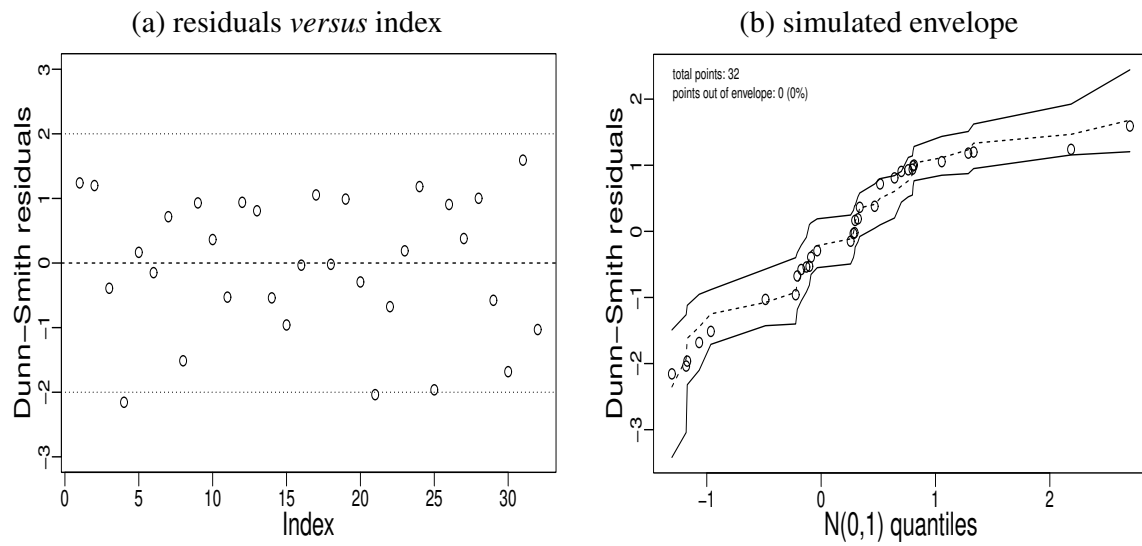 (a) residuals versus index
Dunn−Smith residuals
3
2
1
0
−1
−2
−3
0 5 10 15 20 25 30
Index
(b) simulated envelope
total points: 32
points out of envelope: 0 (0%)
Dunn−Smith residuals
2
1
0
−1
−2
−3
−1 0 1 2
N(0,1) quantiles